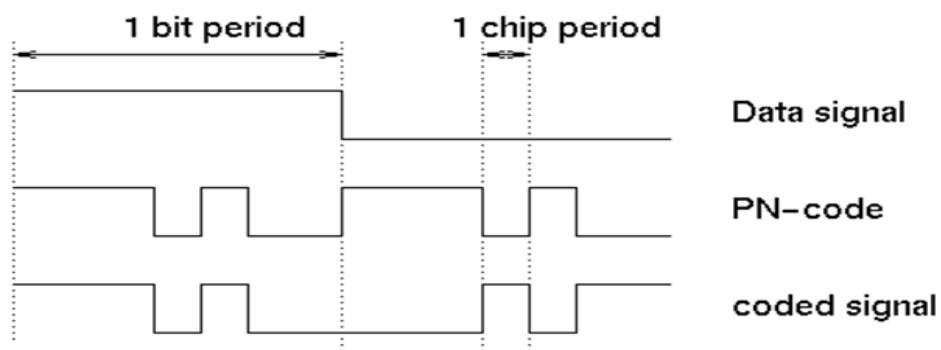 1 bit period 1 chip period
Data signal
PN-code
coded signal